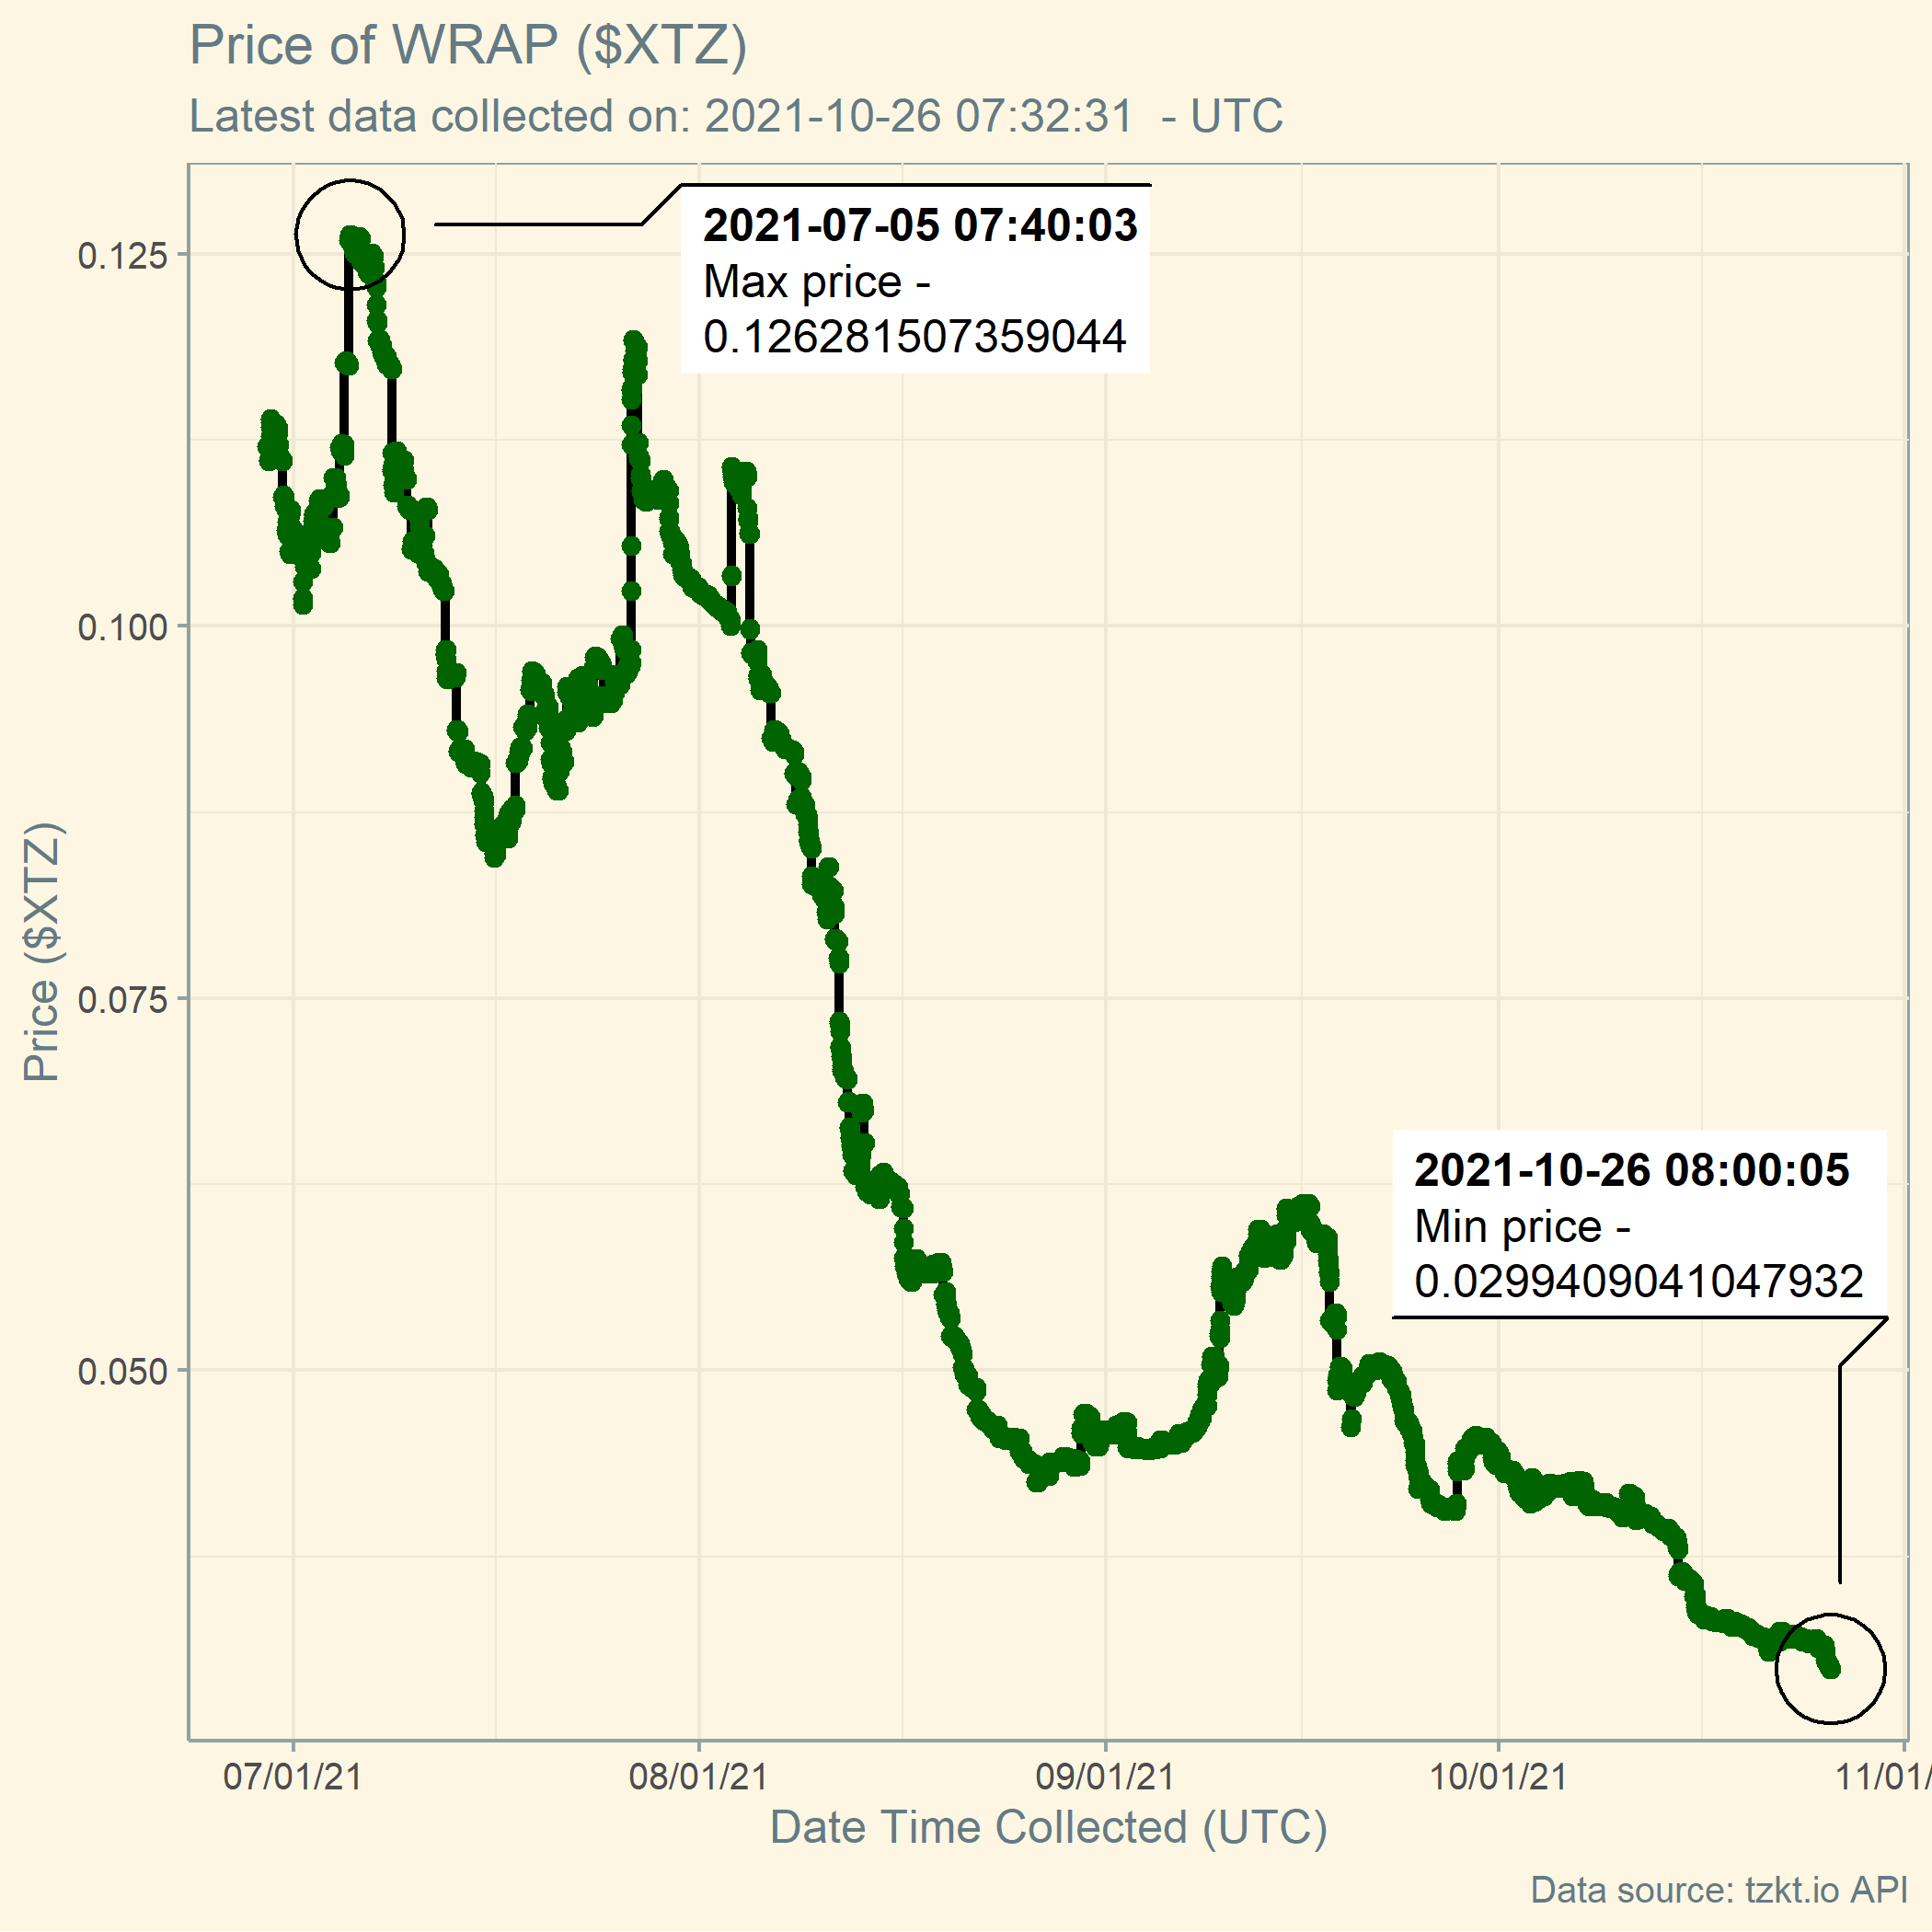 Price of WRAP ($XTZ)
Latest data collected on: 2021-10-26 07:32:31  - UTC
2021-07-05 07:40:03
Max price -
0.126281507359044
0.125
0.100
0.075
0.050
Price ($XTZ)
2021-10-26 08:00:05
Min price -
0.0299409041047932
07/01/21
08/01/21
09/01/21
10/01/21
11/01/
Date Time Collected (UTC)
Data source: tzkt.io API